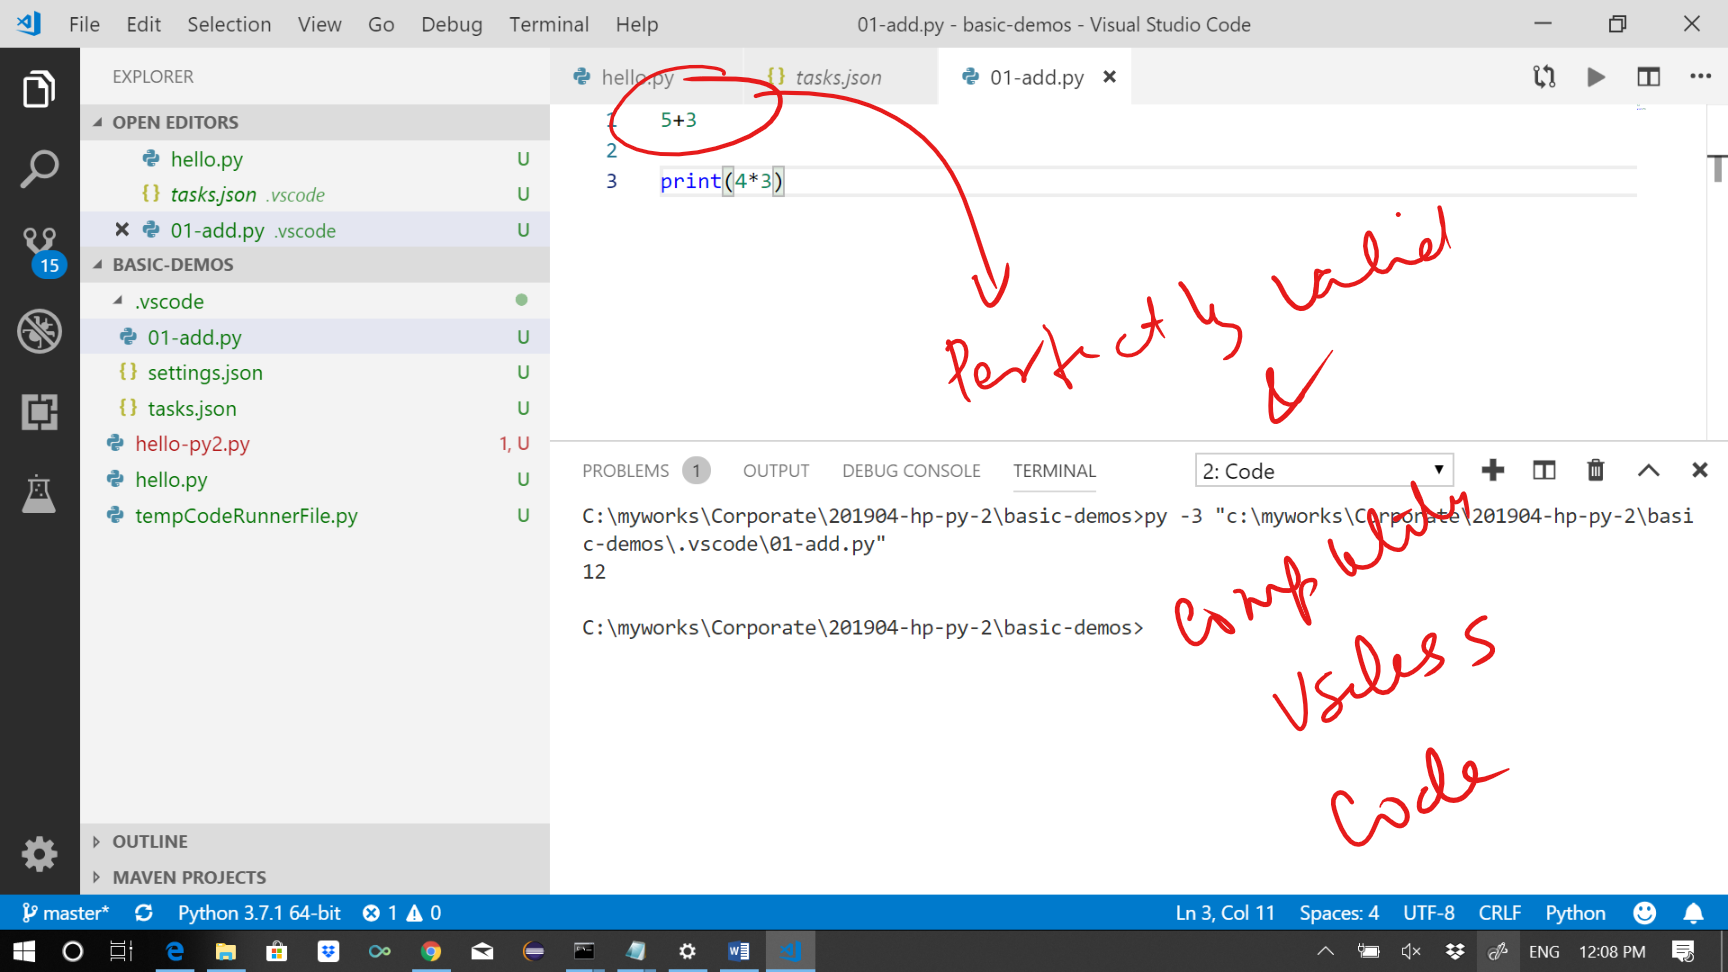 File Edit Selection View Go Debug Terminal Help 01-add.py - basic-demos - Visual Studio Code
EXPLORER
OPEN EDITORS
hello.py U
tasks.json .vscode U
01-add.py .vscode U
15
BASIC-DEMOS
.vscode
01-add.py U
settings.json U
tasks.json U
hello-py2.py 1, U
hello.py U
tempCodeRunnerFile.py U
OUTLINE
MAVEN PROJECTS
hello.py tasks.json 01-add.py
1 5+3
2
3 print(4*3)
Perfectly valid
&
PROBLEMS 1 OUTPUT DEBUG CONSOLE TERMINAL 2: Code
C:\myworks\Corporate\201904-hp-py-2\basic-demos>py -3 "c:\myworks\Corporate\201904-hp-py-2\basi
c-demos\.vscode\01-add.py"
12
C:\myworks\Corporate\201904-hp-py-2\basic-demos>
Useless
Code
master* Python 3.7.1 64-bit 1 0 Ln 3, Col 11 Spaces: 4 UTF-8 CRLF Python
ENG 12:08 PM